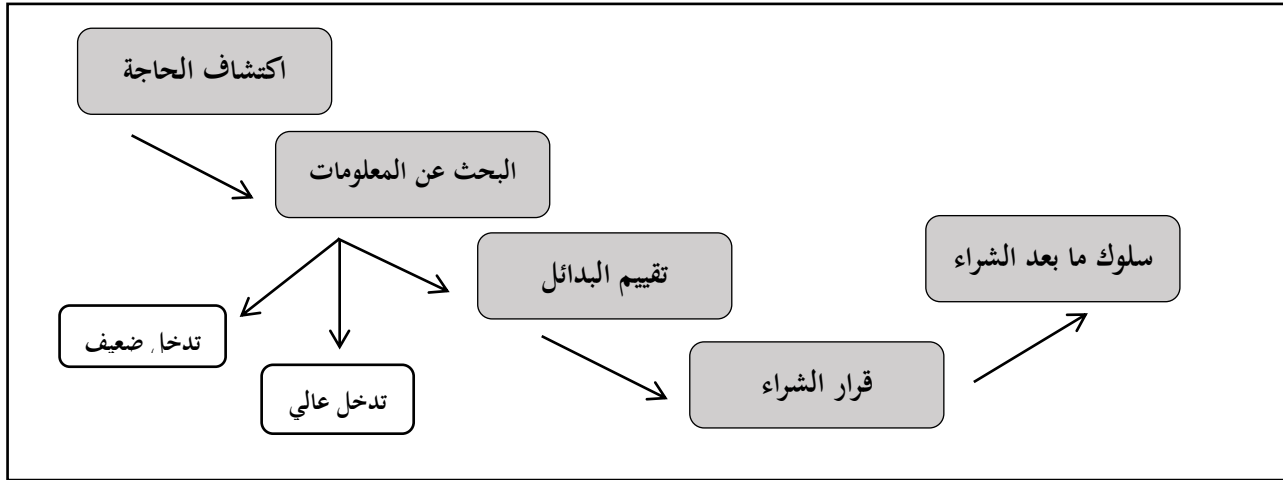 اكتشاف الحاجة
البحث عن المعلومات
تقييم البدائل
سلوك ما بعد الشراء
تدخل ضعيف
تدخل عالي
قرار الشراء